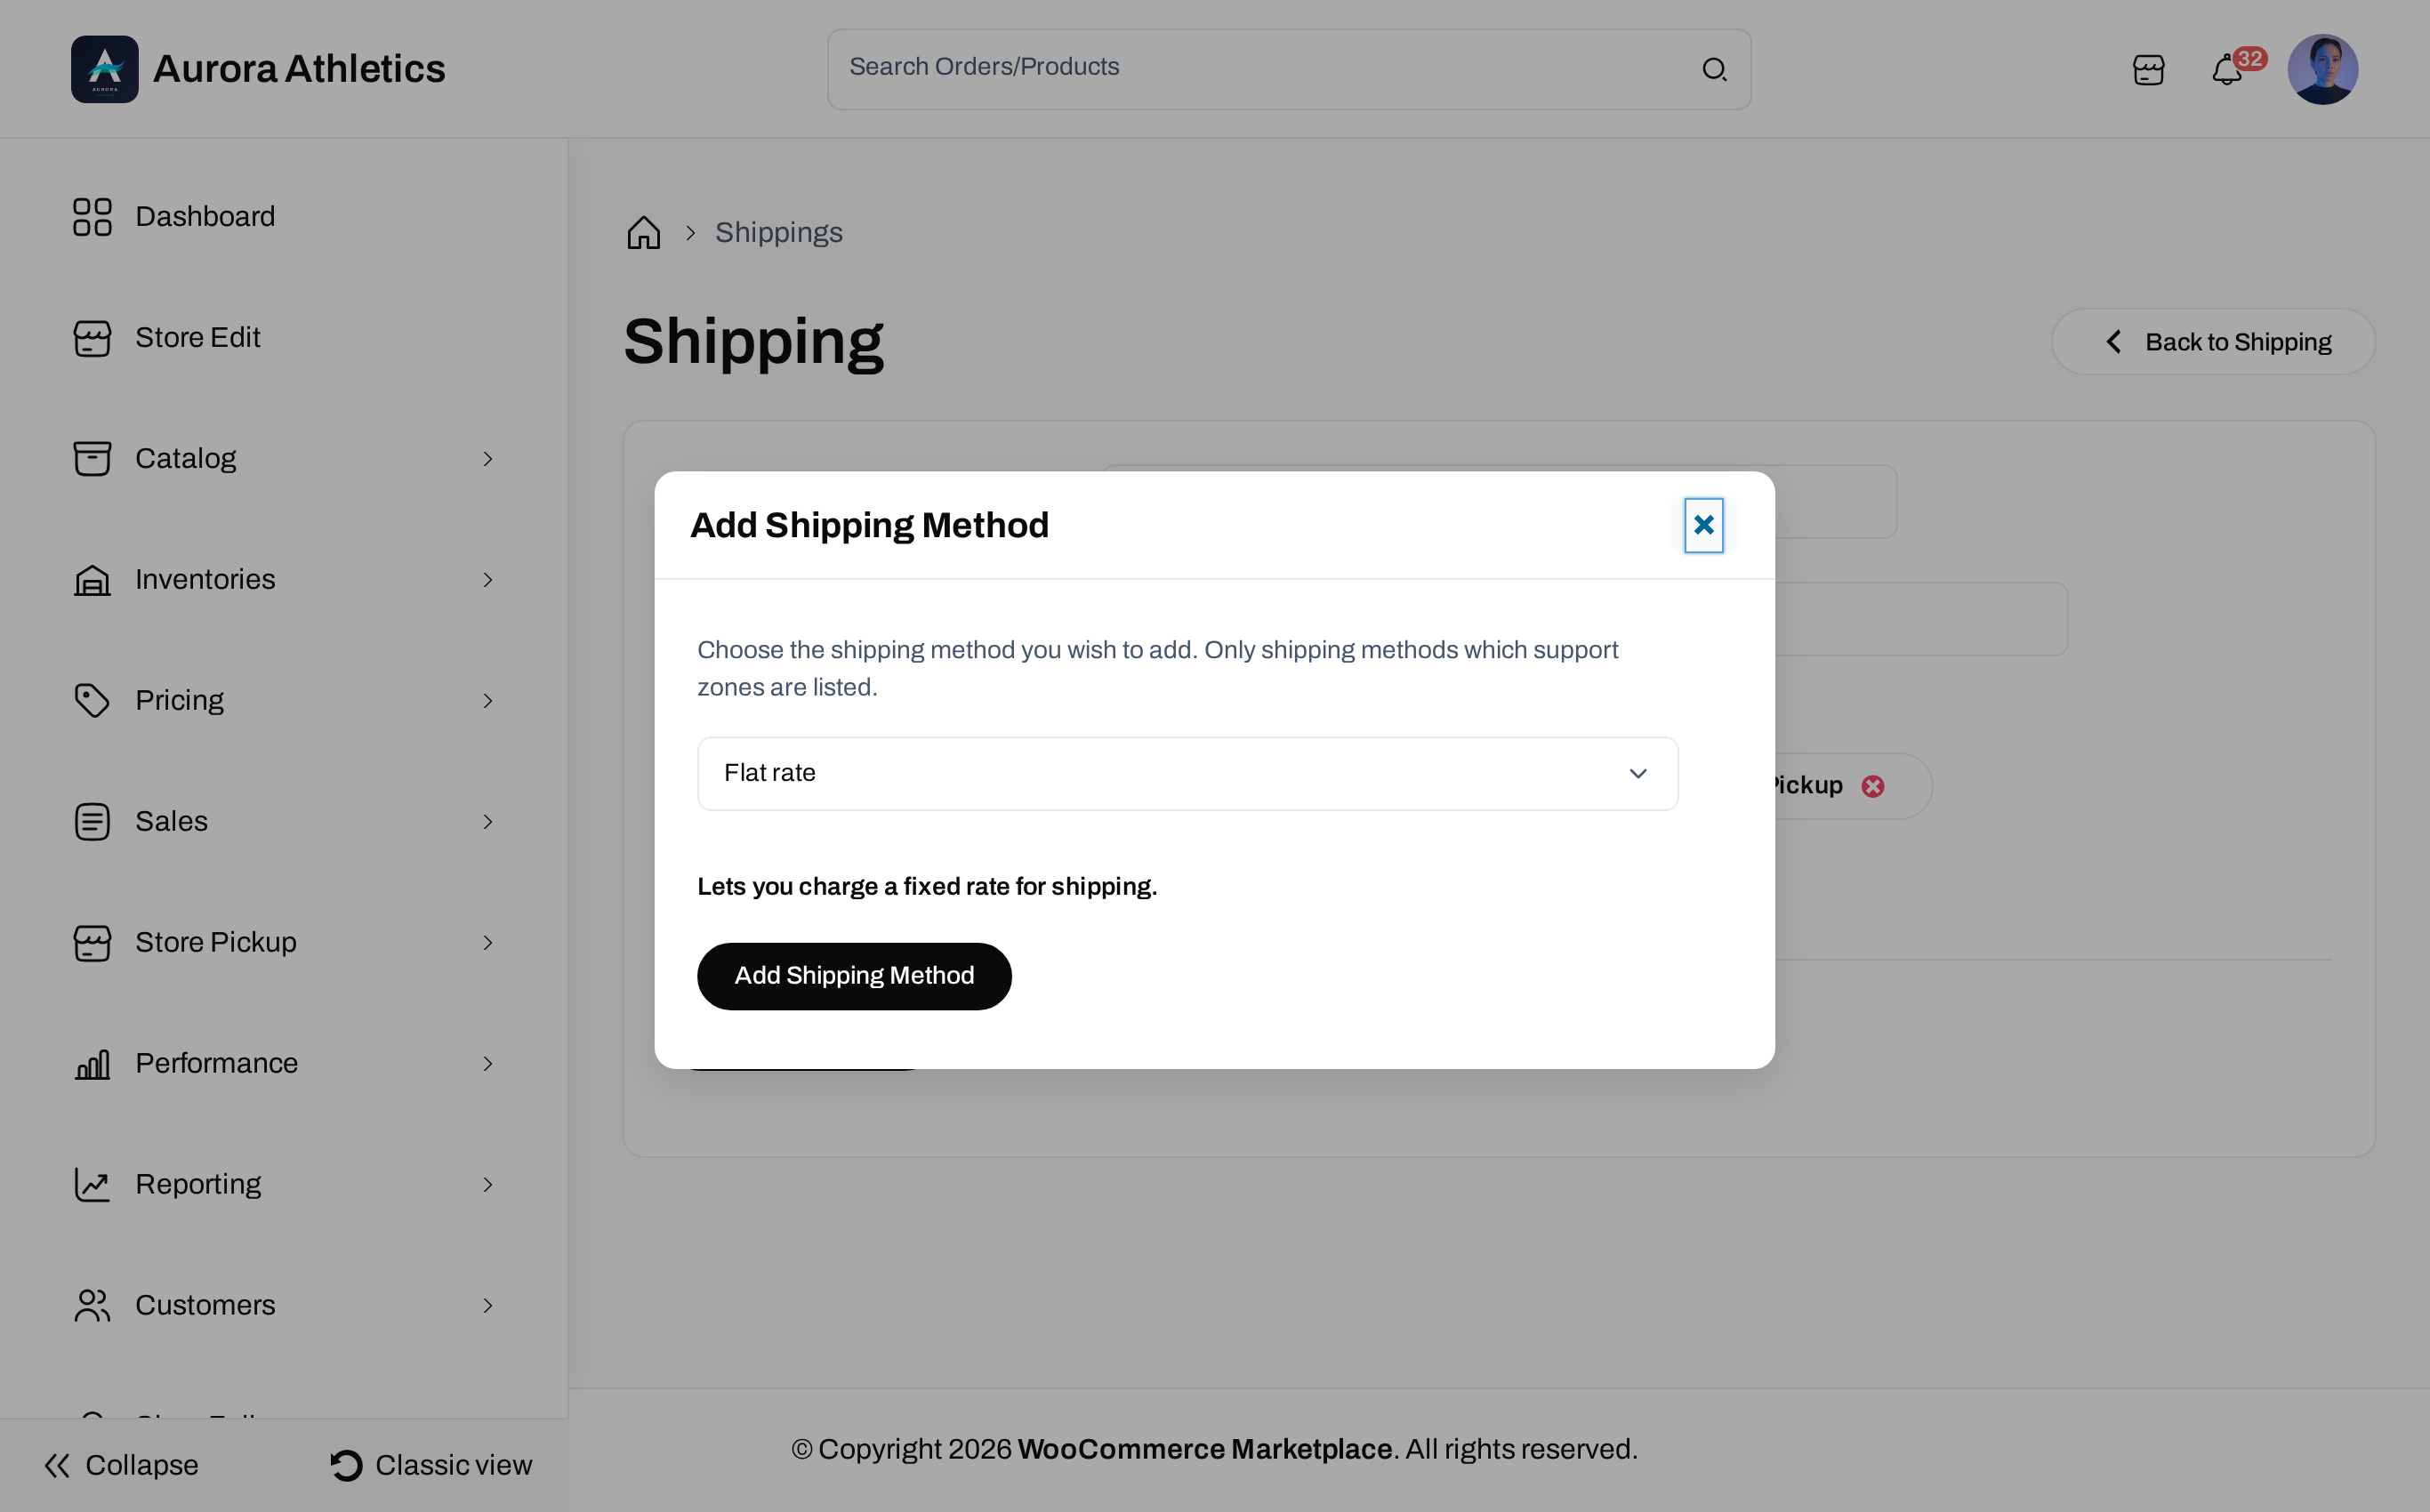 Aurora Athletics
Search Orders/Products
32
AURORA
Dashboard
Store Edit
Catalog
Inventories
Pricing
Sales
Store Pickup
Performance
Reporting
Customers
Collapse
Classic view
Shippings
Shipping
Back to Shipping
Add Shipping Method
Choose the shipping method you wish to add. Only shipping methods which support
zones are listed.
Flat rate
Pickup
Lets you charge a fixed rate for shipping.
Add Shipping Method
© Copyright 2026 WooCommerce Marketplace. All rights reserved.